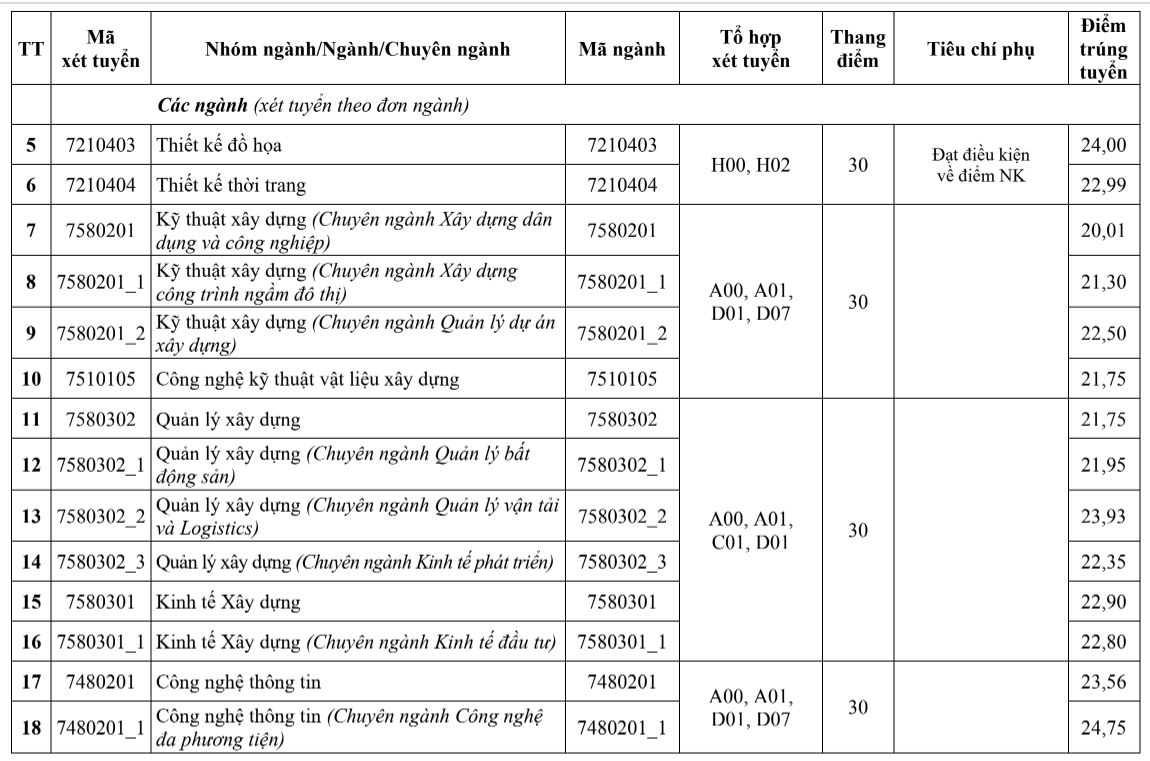 TT
Mã
xét tuyển
Nhóm ngành/Ngành/Chuyên ngành
Mã ngành
Tổ hợp
xét tuyển
Thang
điểm
Tiêu chí phụ
Điểm
trúng
tuyển
Các ngành (xét tuyển theo đơn ngành)
5 7210403 Thiết kế đồ họa 7210403 24,00
H00, H02 30
Đạt điều kiện
về điểm NK
6 7210404 Thiết kế thời trang 7210404 22,99
7 7580201
Kỹ thuật xây dựng (Chuyên ngành Xây dựng dân
dụng và công nghiệp)
7580201 20,01
8 7580201_1
Kỹ thuật xây dựng (Chuyên ngành Xây dựng
công trình ngầm đô thị)
7580201_1 21,30
A00, A01,
D01, D07
30
9 7580201_2
Kỹ thuật xây dựng (Chuyên ngành Quản lý dự án
xây dựng)
7580201_2 22,50
10 7510105 Công nghệ kỹ thuật vật liệu xây dựng 7510105 21,75
11 7580302 Quản lý xây dựng 7580302 21,75
12 7580302_1
Quản lý xây dựng (Chuyên ngành Quản lý bất
động sản)
7580302_1 21,95
13 7580302_2
Quản lý xây dựng (Chuyên ngành Quản lý vận tải
và Logistics)
7580302_2 23,93
A00, A01,
C01, D01
30
14 7580302_3 Quản lý xây dựng (Chuyên ngành Kinh tế phát triển) 7580302_3 22,35
15 7580301 Kinh tế Xây dựng 7580301 22,90
16 7580301_1 Kinh tế Xây dựng (Chuyên ngành Kinh tế đầu tư) 7580301_1 22,80
17 7480201 Công nghệ thông tin 7480201 23,56
A00, A01,
D01, D07
30
18 7480201_1
Công nghệ thông tin (Chuyên ngành Công nghệ
đa phương tiện)
7480201_1 24,75